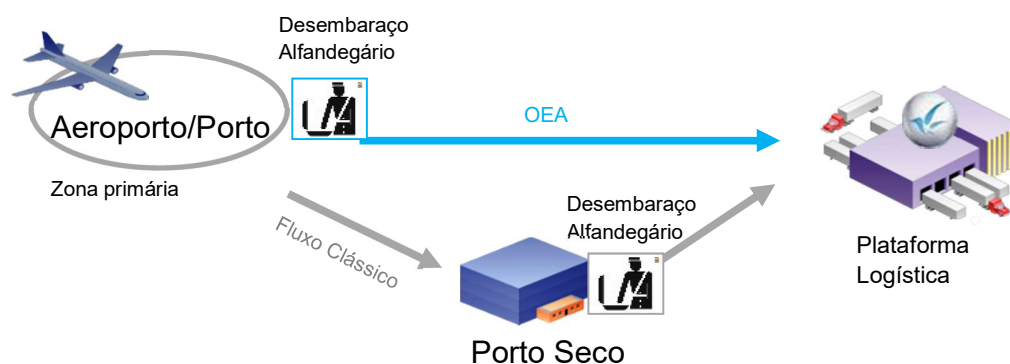 Desembaraço
Alfandegário
Aeroporto/Porto
OEA
Zona primária
Fluxo Clássico
Desembaraço
Alfandegário
Plataforma
Logística
Porto Seco